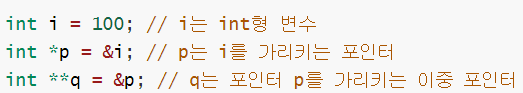 int i = 100; // i는 int형 변수
int *p = &i; // p는 i를 가리키는 포인터
int **q = &p; // q는 포인터 p를 가리키는 이중 포인터